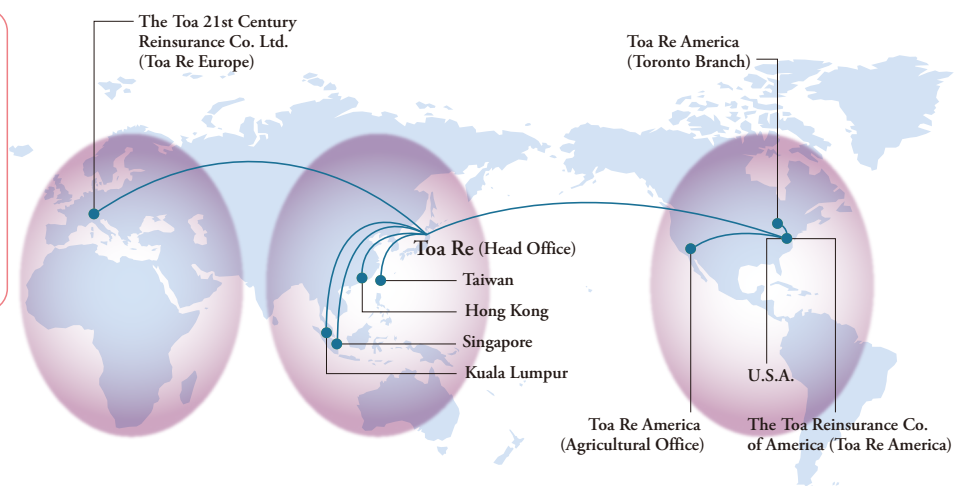 The Toa 21st Century
Reinsurance Co. Ltd.
(Toa Re Europe)
Toa Re America
(Toronto Branch)
Toa Re (Head Office)
Taiwan
Hong Kong
Singapore
Kuala Lumpur
U.S.A.
Toa Re America
(Agricultural Office)
The Toa Reinsurance Co.
of America (Toa Re America)